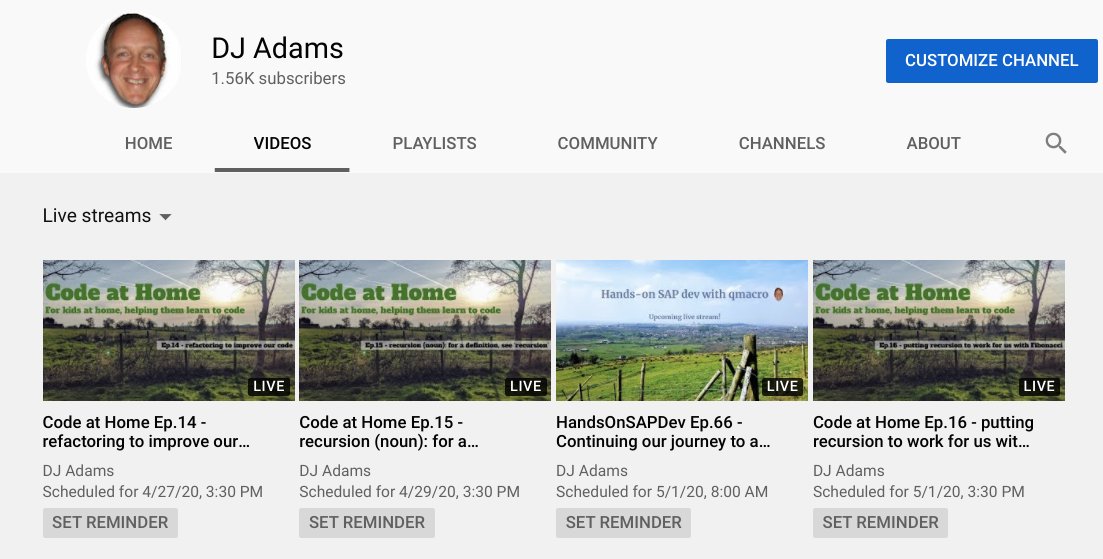 DJ Adams
1.56K subscribers
CUSTOMIZE CHANNEL
HOME VIDEOS PLAYLISTS COMMUNITY CHANNELS ABOUT
Live streams
Code at Home
For kids at home, helping them learn to code
Ep.14 - refactoring to improve our code
LIVE
Code at Home Ep.14 -
refactoring to improve our...
DJ Adams
Scheduled for 4/27/20, 3:30 PM
SET REMINDER
Code at Home
For kids at home, helping them learn to code
Ep.15 - recursion (noun): for a definition, see 'recursion'
LIVE
Code at Home Ep.15 -
recursion (noun): for a...
DJ Adams
Scheduled for 4/29/20, 3:30 PM
SET REMINDER
Hands-on SAP dev with qmacro
Upcoming live stream!
LIVE
HandsOnSAPDev Ep.66 -
Continuing our journey to a...
DJ Adams
Scheduled for 5/1/20, 8:00 AM
SET REMINDER
Code at Home
For kids at home, helping them learn to code
Ep.16 - putting recursion to work for us with Fibonacci
LIVE
Code at Home Ep.16 - putting
recursion to work for us wit...
DJ Adams
Scheduled for 5/1/20, 3:30 PM
SET REMINDER